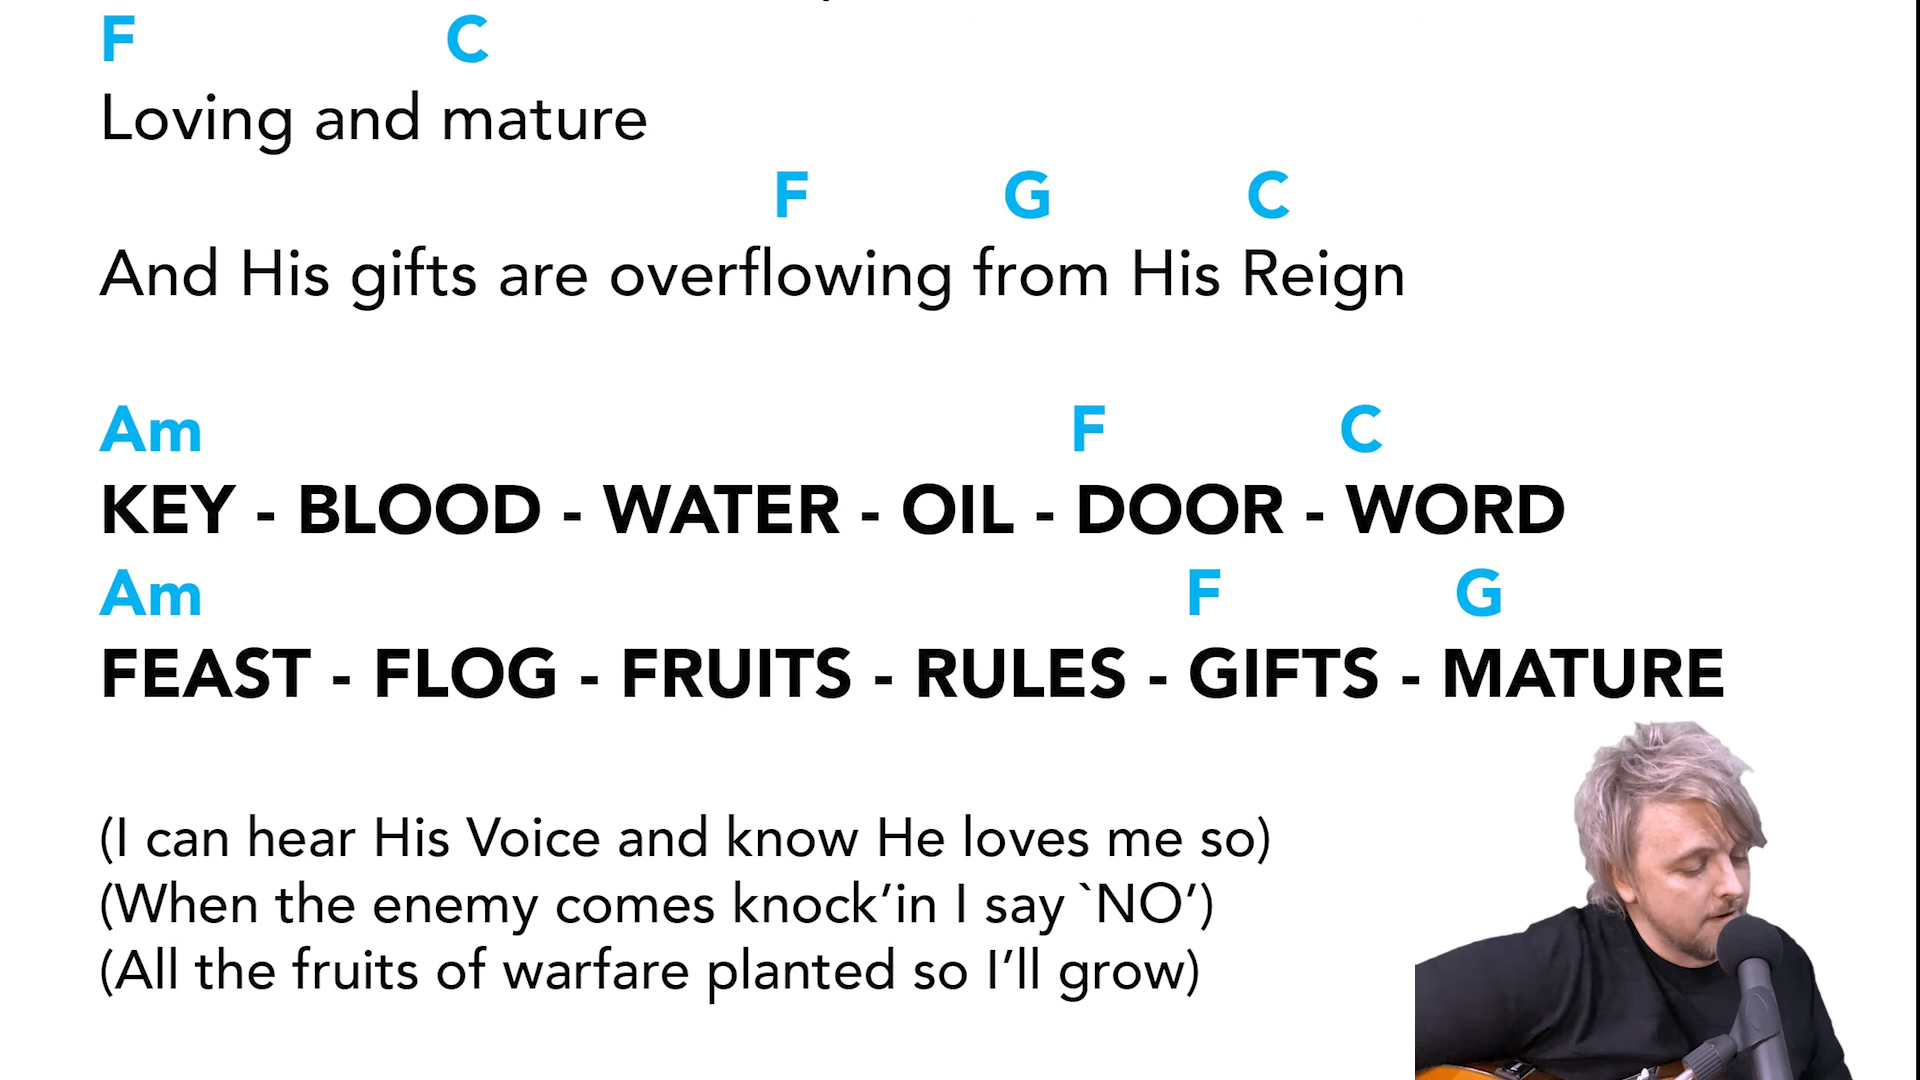 F C
Loving and mature
F G C
And His gifts are overflowing from His Reign
Am F C
KEY - BLOOD - WATER - OIL - DOOR - WORD
Am F G
FEAST - FLOG - FRUITS - RULES - GIFTS - MATURE
(I can hear His Voice and know He loves me so)
(When the enemy comes knock’in I say `NO’)
(All the fruits of warfare planted so I’ll grow)